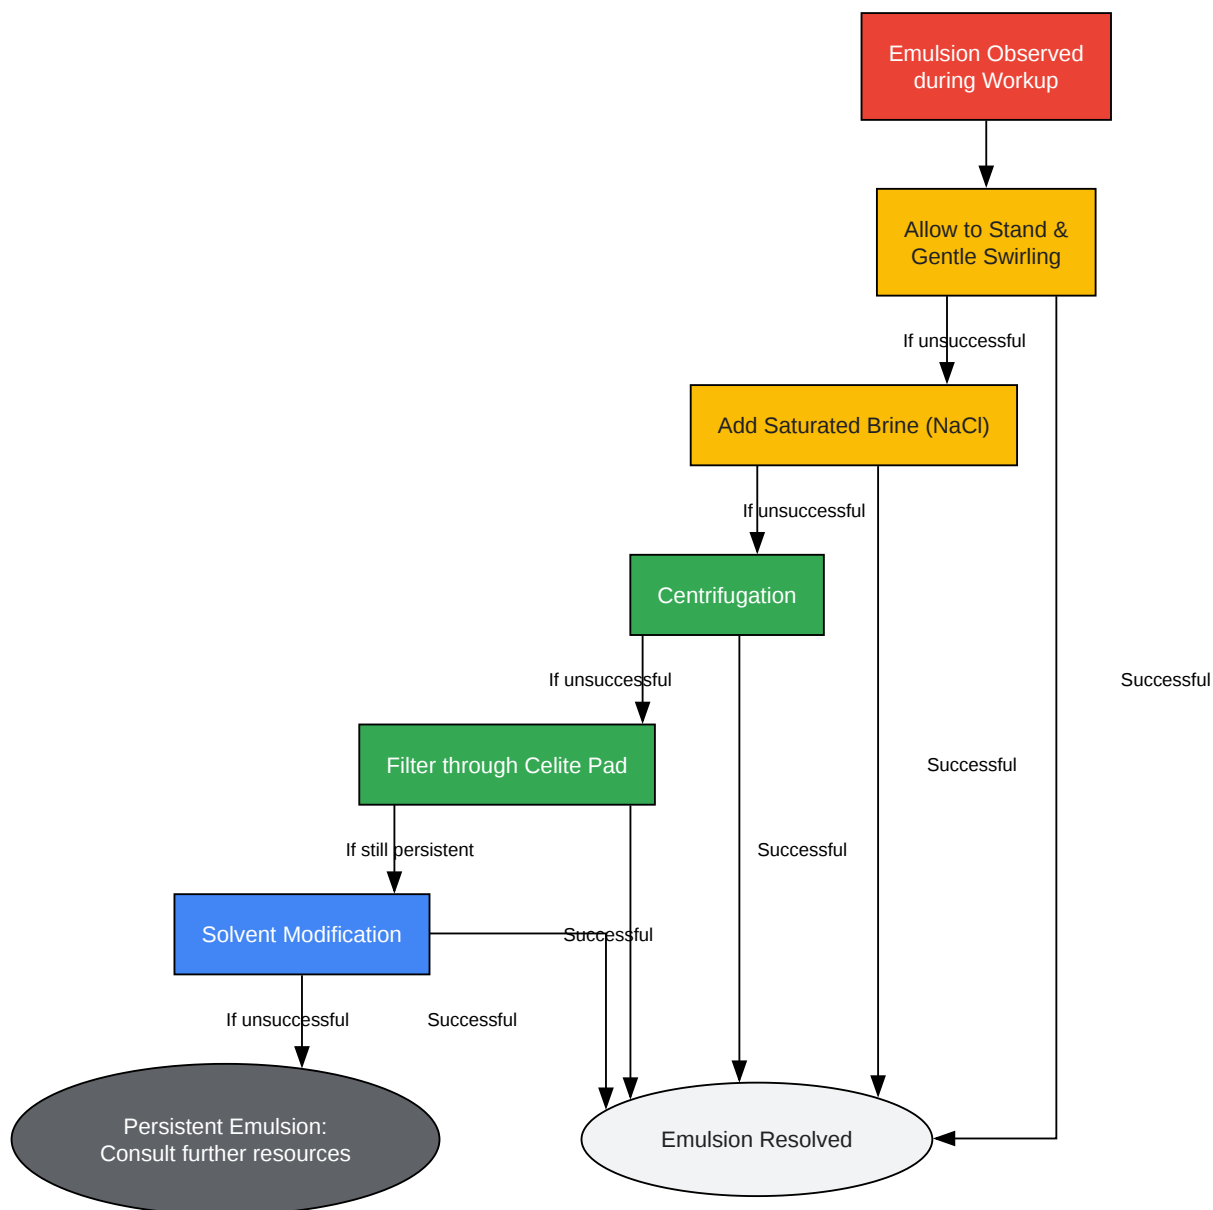 Emulsion Observed
during Workup
Allow to Stand &
Gentle Swirling
If unsuccessful
Add Saturated Brine (NaCl)
If unsuccessful
Centrifugation
If unsuccessful
Successful
Filter through Celite Pad
Successful
If still persistent
Successful
Solvent Modification
Successful
If unsuccessful
Successful
Persistent Emulsion:
Consult further resources
Emulsion Resolved